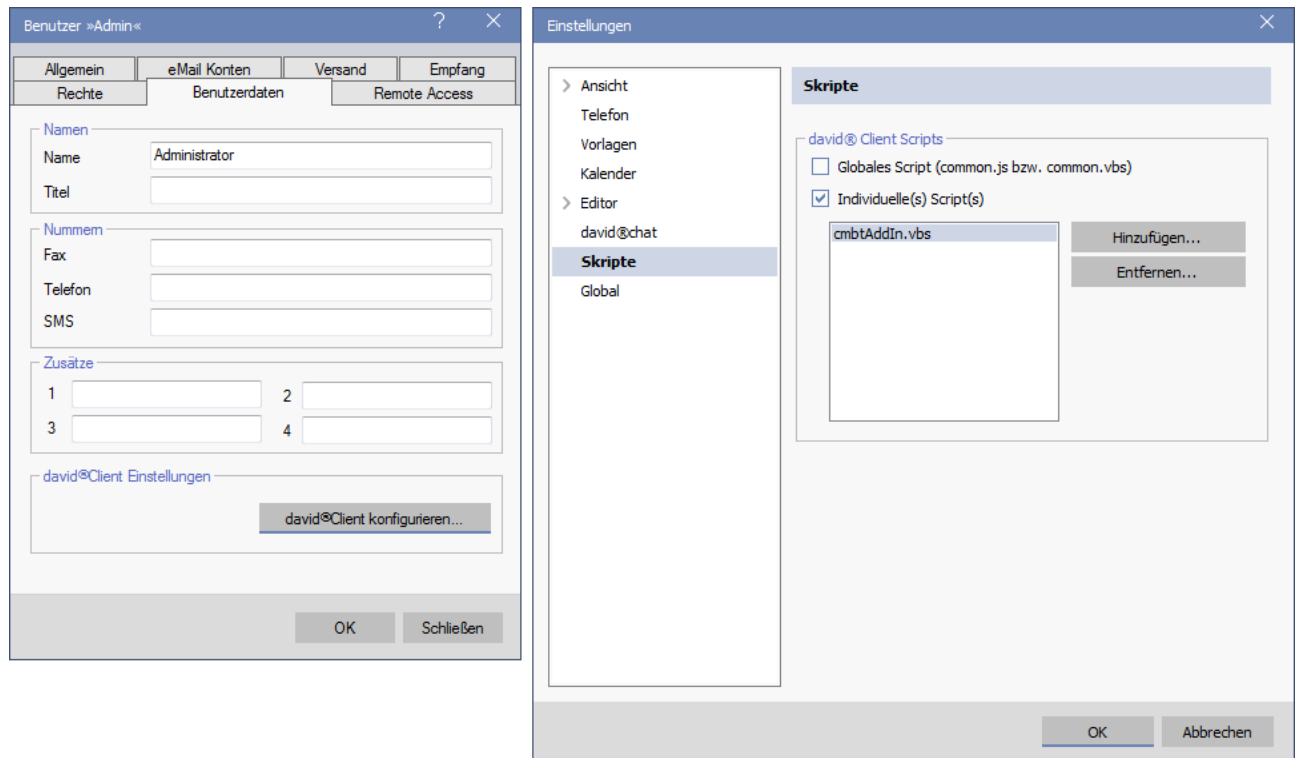 Benutzer »Admin«
Allgemein
eMail Konten
Versand
Empfang
Rechte
Benutzerdaten
Remote Access
Namen
Name
Administrator
Titel
Nummern
Fax
Telefon
SMS
Zusätze
1
2
3
4
david®Client Einstellungen
david®Client konfigurieren...
OK
Schließen
Einstellungen
Ansicht
Telefon
Vorlagen
Kalender
Editor
david®chat
Skripte
Global
Skripte
david® Client Scripts
Globales Script (common.js bzw. common.vbs)
Individuelle(s) Script(s)
cmbtAddIn.vbs
Hinzufügen...
Entfernen...
OK
Abbrechen